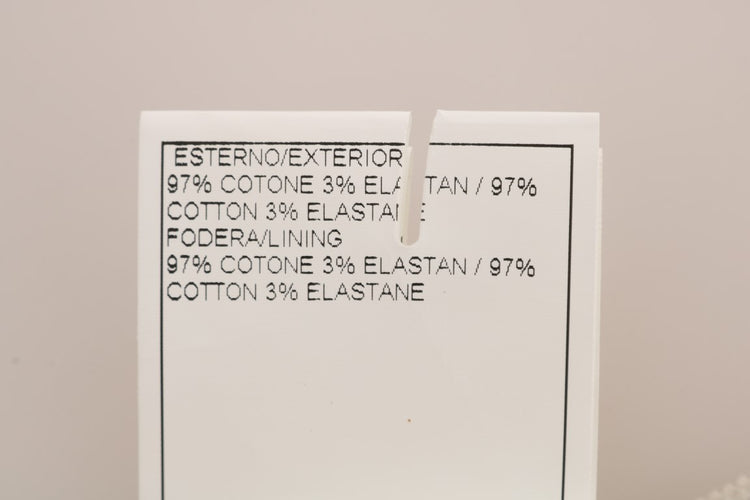 ESTERNO/EXTERIOR
97% COTONE 3% ELASTAN / 97%
COTTON 3% ELASTANE
FODERA/LINING
97% COTONE 3% ELASTAN / 97%
COTTON 3% ELASTANE